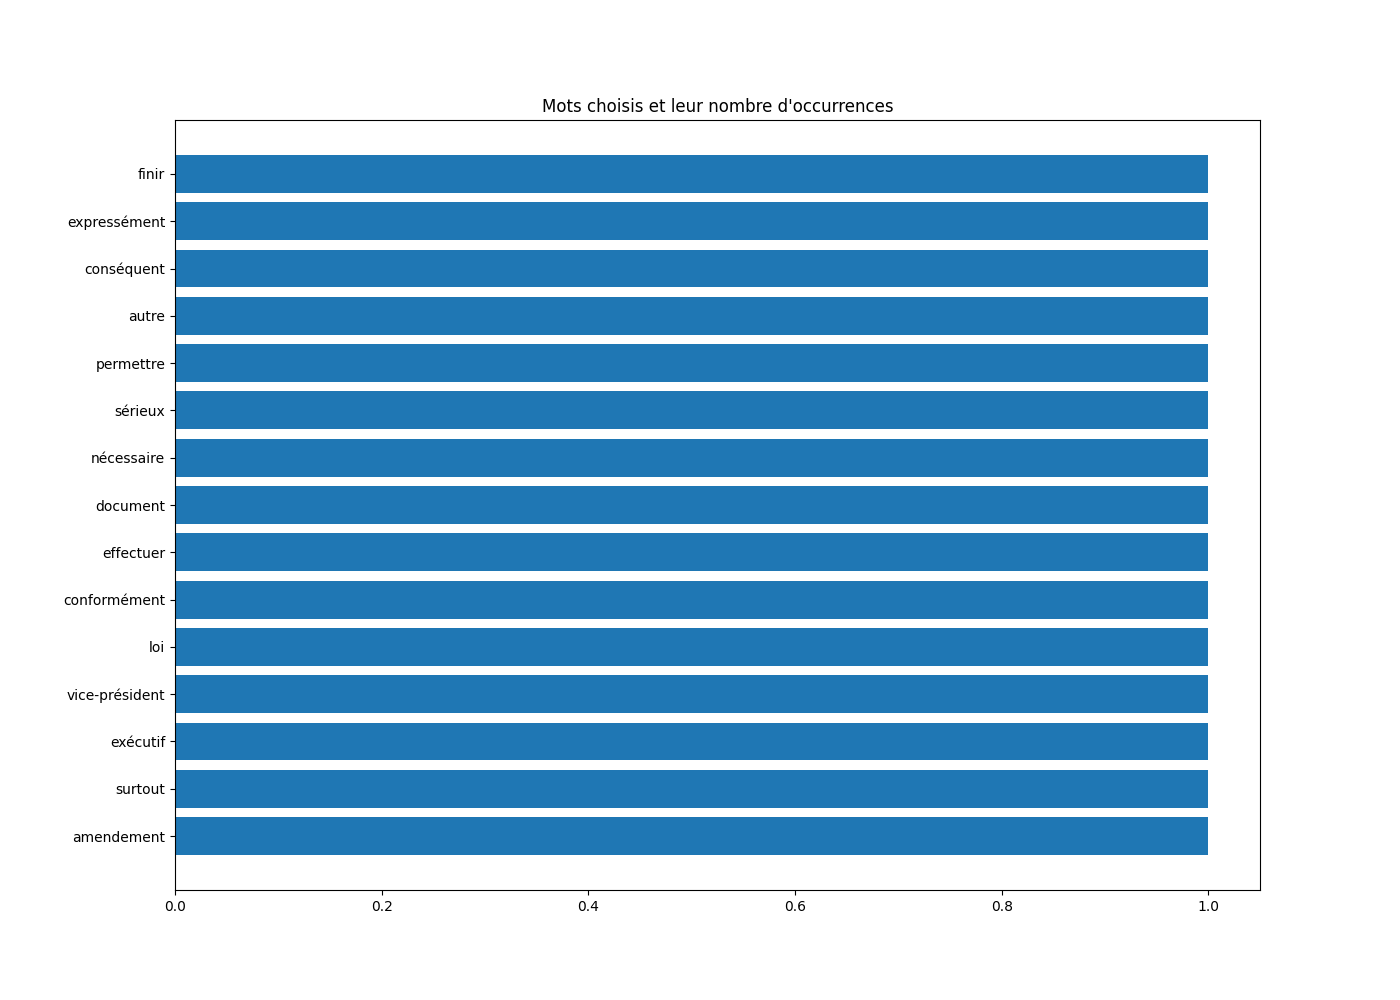 Mots choisis et leur nombre d'occurrences
finir
expressément
conséquent
autre
permettre
sérieux
nécessaire
document
effectuer
conformément
loi
vice-président
exécutif
surtout
amendement
0.0 0.2 0.4 0.6 0.8 1.0